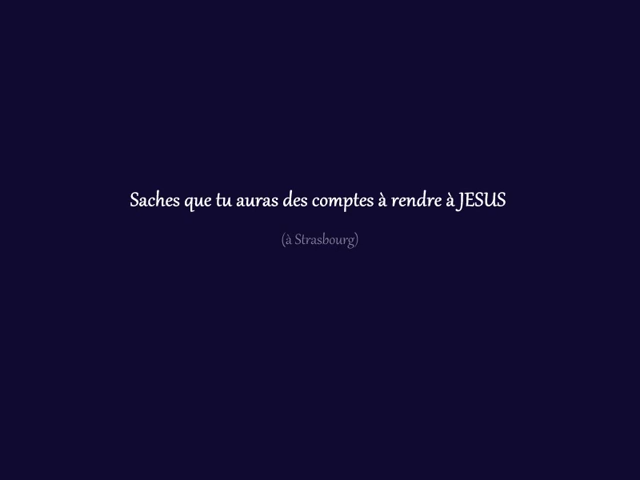 Saches que tu auras des comptes à rendre à JESUS
(à Strasbourg)